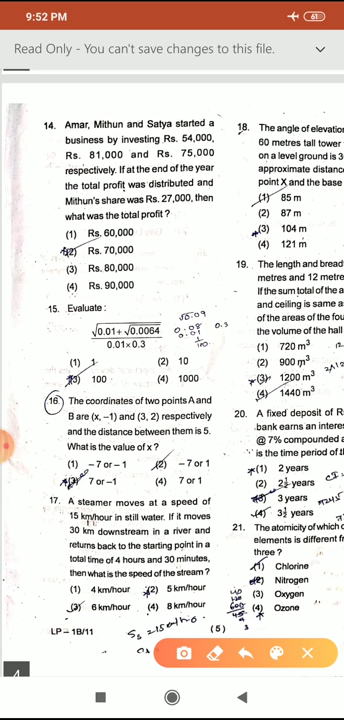 9:52 PM
61
Read Only - You can't save changes to this file.
14. Amar, Mithun and Satya started a
business by investing Rs. 54,000,
Rs. 81,000 and Rs. 75,000
respectively. If at the end of the year
the total profit was distributed and
Mithun's share was Rs. 27,000, then
what was the total profit ?
(1) Rs. 60,000
(2) Rs. 70,000
(3) Rs. 80,000
(4) Rs. 90,000
15. Evaluate :
√0.01 + √0.0064
0.01×0.3
√0.09
0.08
0.01
0.3
1
100
(1) 1 (2) 10
(3) 100 (4) 1000
16. The coordinates of two points A and
B are (x, –1) and (3, 2) respectively
and the distance between them is 5.
What is the value of x ?
(1) – 7 or – 1 (2) – 7 or 1
(3) 7 or –1 (4) 7 or 1
17. A steamer moves at a speed of
15 km/hour in still water. If it moves
30 km downstream in a river and
returns back to the starting point in a
total time of 4 hours and 30 minutes,
then what is the speed of the stream ?
(1) 4 km/hour (2) 5 km/hour
(3) 6 km/hour (4) 8 km/hour
LP – 1B/11
(5)
18. The angle of elevation
60 metres tall tower
on a level ground is 3
approximate distance
point X and the base
(1) 85 m
(2) 87 m
(3) 104 m
(4) 121 m
19. The length and bread
metres and 12 metre
If the sum total of the a
and ceiling is same a
of the areas of the fou
the volume of the hall
(1) 720 m³
(2) 900 m³
(3) 1200 m³
(4) 1440 m³
20. A fixed deposit of R
bank earns an interes
@ 7% compounded a
is the time period of t
(1) 2 years
(2) 2½ years
(3) 3 years
(4) 3½ years
21. The atomicity of which o
elements is different fr
three ?
(1) Chlorine
(2) Nitrogen
(3) Oxygen
(4) Ozone
4